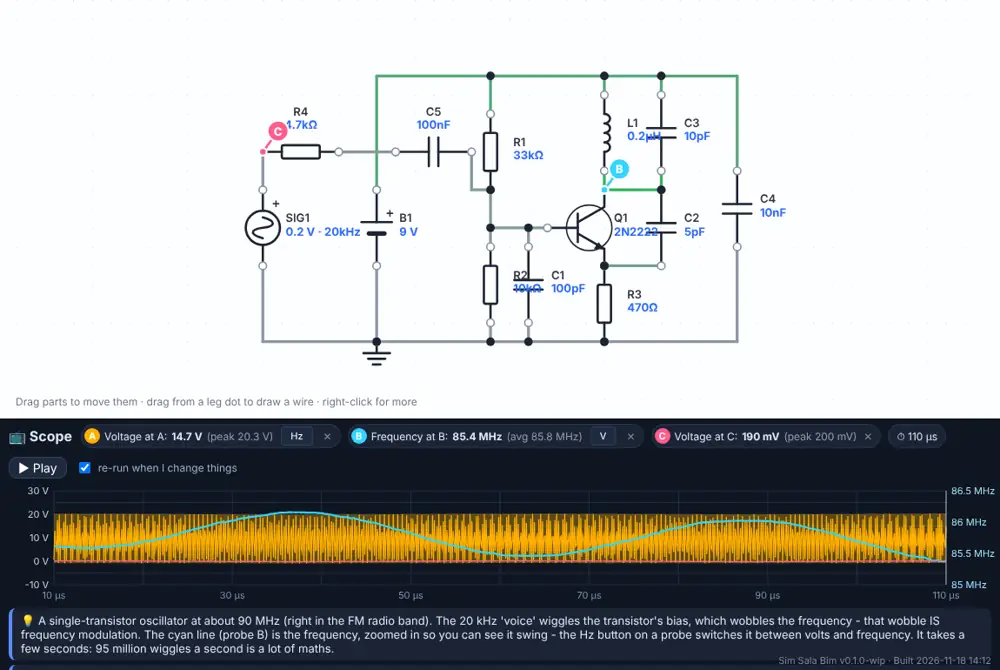 R4
4.7kΩ
C
C5
100nF
R1
33kΩ
L1
0.2µH
C3
10pF
B
SIG1
0.2 V · 20kHz
B1
9 V
Q1
2N2222
C2
5pF
C4
10nF
R2
10kΩ
C1
100pF
R3
470Ω
Drag parts to move them · drag from a leg dot to draw a wire · right-click for more
Scope A Voltage at A: 14.7 V (peak 20.3 V) Hz × B Frequency at B: 85.4 MHz (avg 85.8 MHz) V × C Voltage at C: 190 mV (peak 200 mV) × ⏱ 110 µs
▶ Play re-run when I change things
30 V
20 V
10 V
0 V
-10 V
86.5 MHz
86 MHz
85.5 MHz
85 MHz
10 µs 30 µs 50 µs 70 µs 90 µs 110 µs
💡 A single-transistor oscillator at about 90 MHz (right in the FM radio band). The 20 kHz 'voice' wiggles the transistor's bias, which wobbles the frequency - that wobble IS
frequency modulation. The cyan line (probe B) is the frequency, zoomed in so you can see it swing - the Hz button on a probe switches it between volts and frequency. It takes a
few seconds: 95 million wiggles a second is a lot of maths.
Sim Sala Bim v0.1.0-wip · Built 2026-11-18 14:12